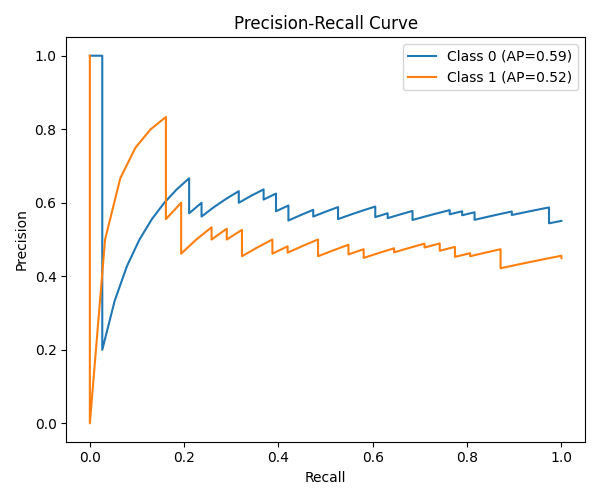 Precision-Recall Curve
Class 0 (AP=0.59)
Class 1 (AP=0.52)
Precision
1.0
0.8
0.6
0.4
0.2
0.0
0.0 0.2 0.4 0.6 0.8 1.0
Recall